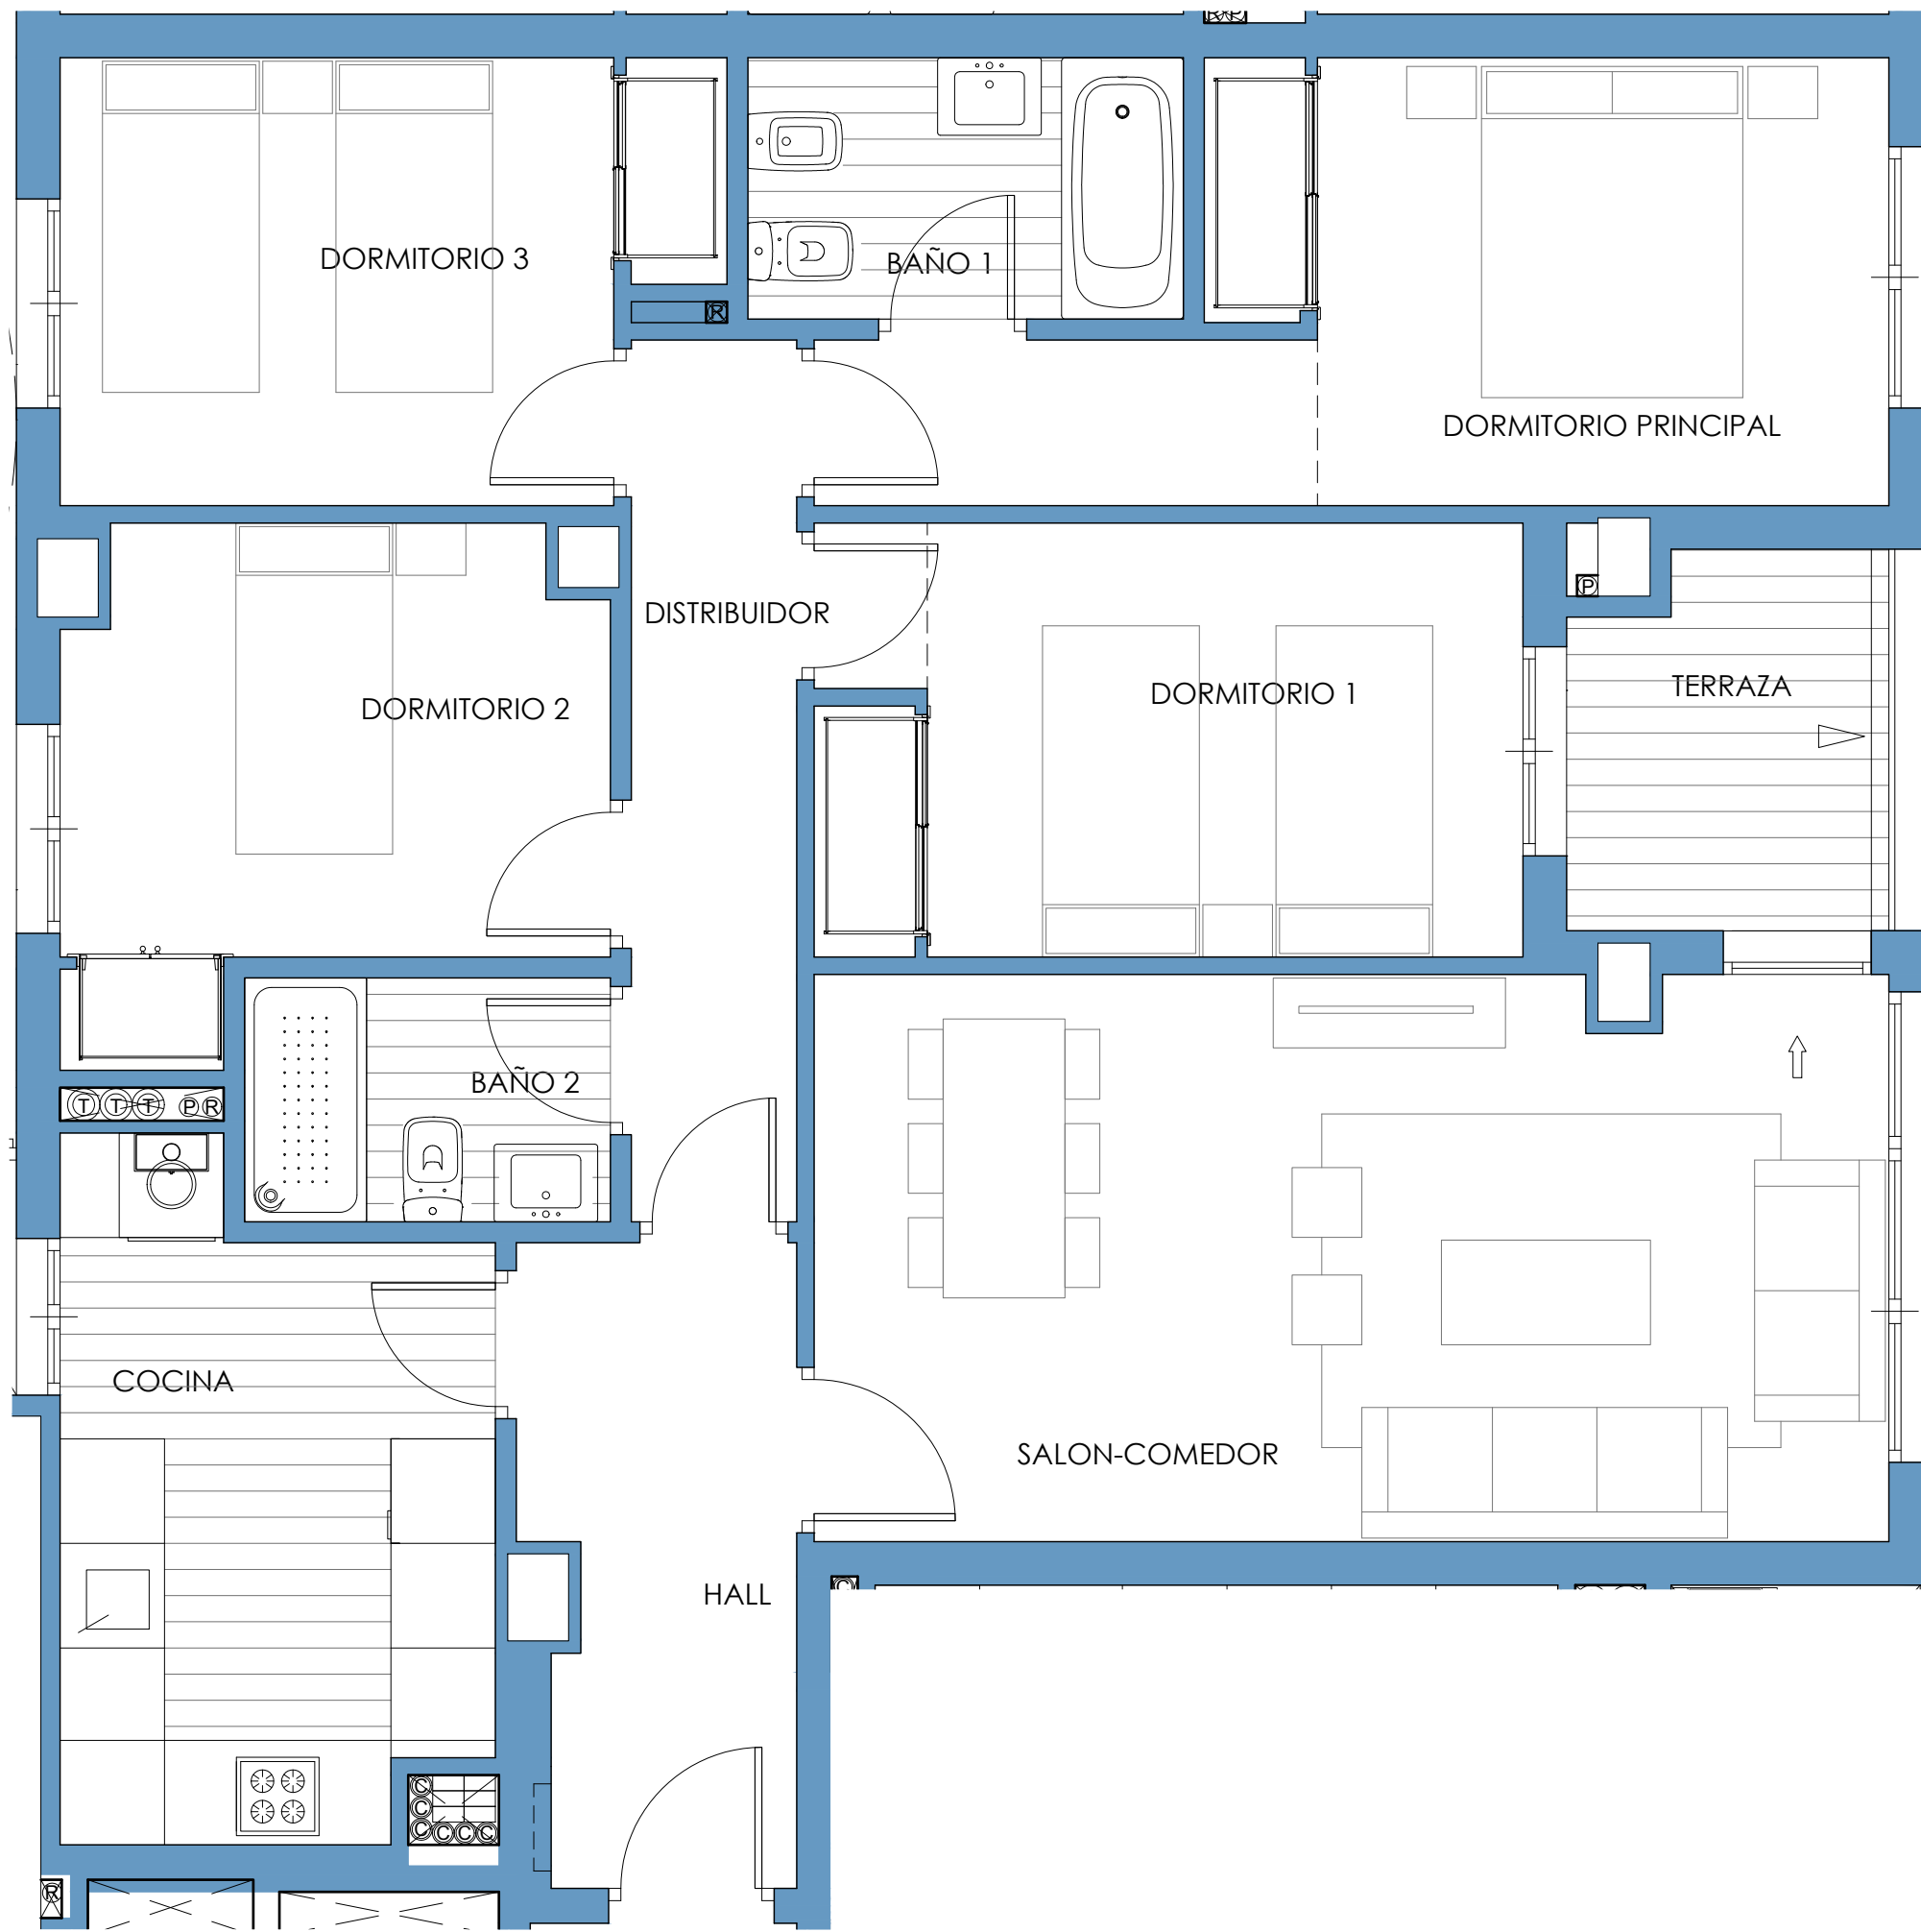 R P
DORMITORIO 3
BAÑO 1
R
DORMITORIO PRINCIPAL
P
DISTRIBUIDOR
DORMITORIO 2
DORMITORIO 1
TERRAZA
BAÑO 2
T T T P R
COCINA
SALON-COMEDOR
HALL
C
C
C
C C C C
R